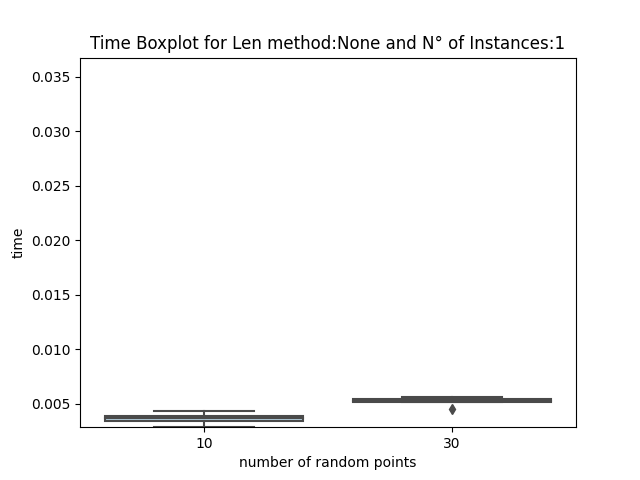 Time Boxplot for Len method:None and N° of Instances:1
0.035
0.030
0.025
0.020
0.015
0.010
0.005
time
10 30
number of random points